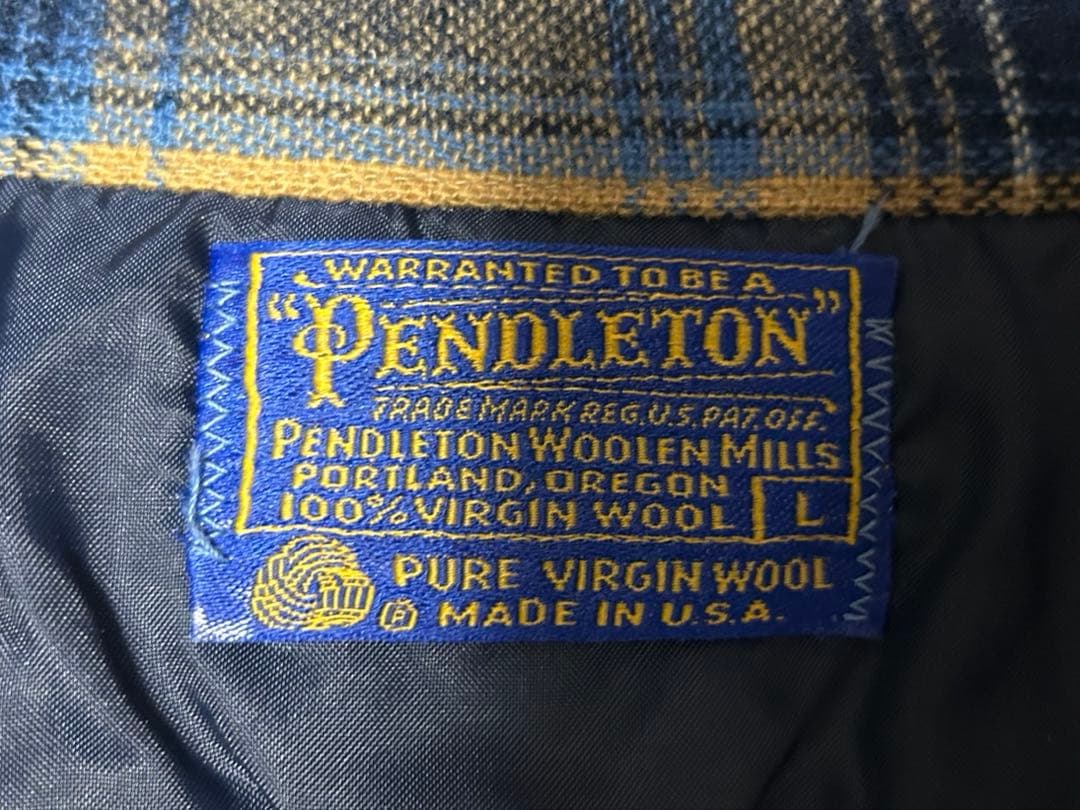 WARRANTED TO BE A
"PENDLETON"
TRADE MARK REG. U.S. PAT. OFF.
PENDLETON WOOLEN MILLS
PORTLAND, OREGON
100% VIRGIN WOOL L
PURE VIRGIN WOOL
® MADE IN U.S.A.